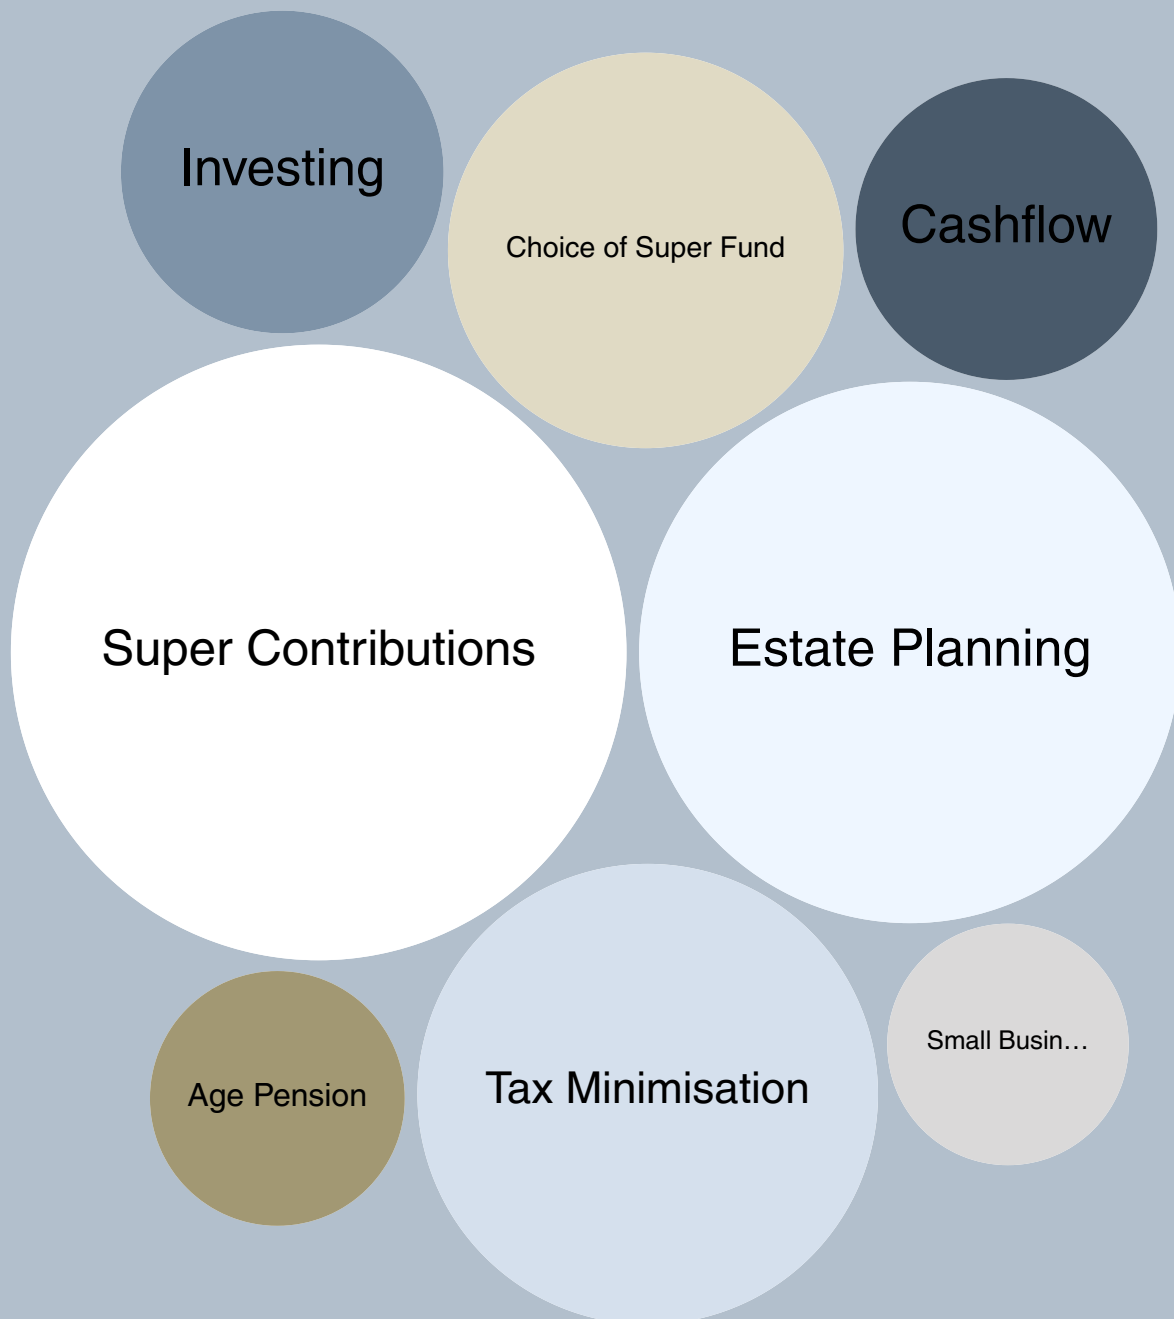 Investing
Choice of Super Fund
Cashflow
Super Contributions
Estate Planning
Age Pension
Tax Minimisation
Small Busin…